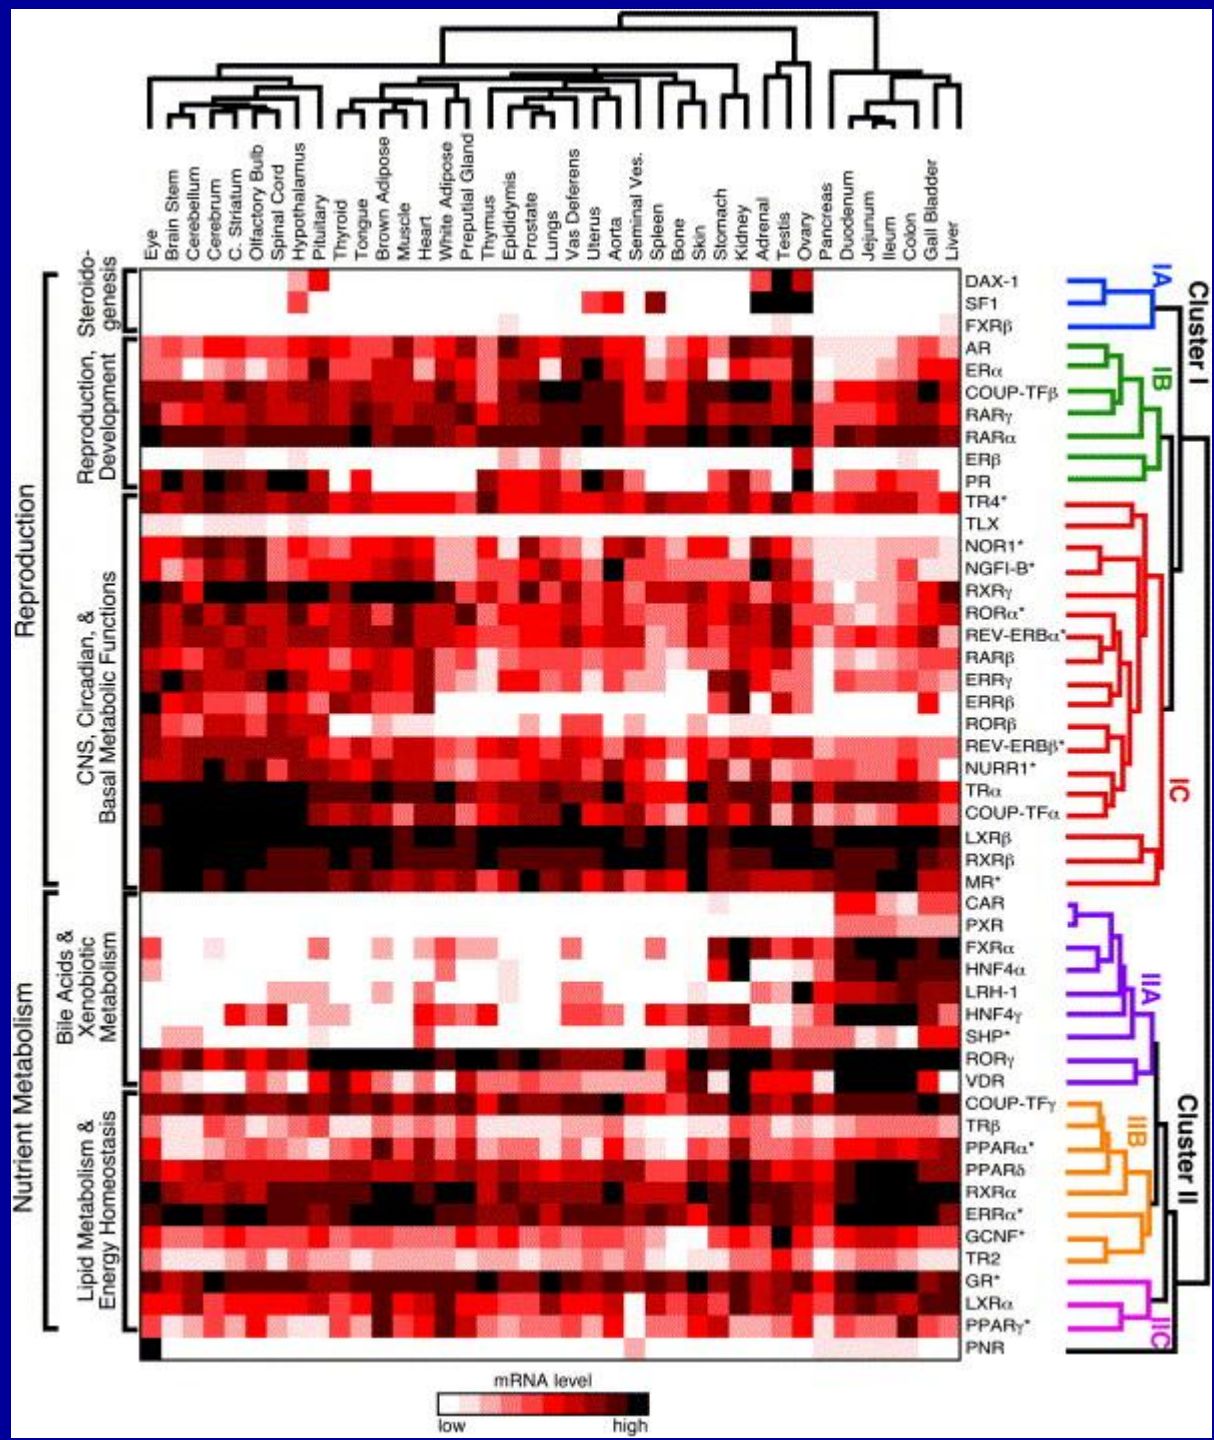 Eye
Brain Stem
Cerebellum
Cerebrum
C. Striatum
Olfactory Bulb
Spinal Cord
Hypothalamus
Pituitary
Thyroid
Tongue
Brown Adipose
Muscle
Heart
White Adipose
Preputial Gland
Thymus
Epididymis
Prostate
Lungs
Vas Deferens
Uterus
Aorta
Seminal Ves.
Spleen
Bone
Skin
Stomach
Kidney
Adrenal
Testis
Ovary
Pancreas
Duodenum
Jejunum
Ileum
Colon
Gall Bladder
Liver
Reproduction
Nutrient Metabolism
Steroido-
genesis
Reproduction,
Development
CNS, Circadian, &
Basal Metabolic Functions
Bile Acids &
Xenobiotic
Metabolism
Lipid Metabolism &
Energy Homeostasis
DAX-1
SF1
FXRβ
AR
ERα
COUP-TFβ
RARγ
RARα
ERβ
PR
TR4*
TLX
NOR1*
NGFI-B*
RXRγ
RORα*
REV-ERBα*
RARβ
ERRγ
ERRβ
RORβ
REV-ERBβ*
NURR1*
TRα
COUP-TFα
LXRβ
RXRβ
MR*
CAR
PXR
FXRα
HNF4α
LRH-1
HNF4γ
SHP*
RORγ
VDR
COUP-TFγ
TRβ
PPARα*
PPARδ
RXRα
ERRα*
GCNF*
TR2
GR*
LXRα
PPARγ*
PNR
IA
IB
IC
IIA
IIB
IIC
Cluster I
Cluster II
mRNA level
low high